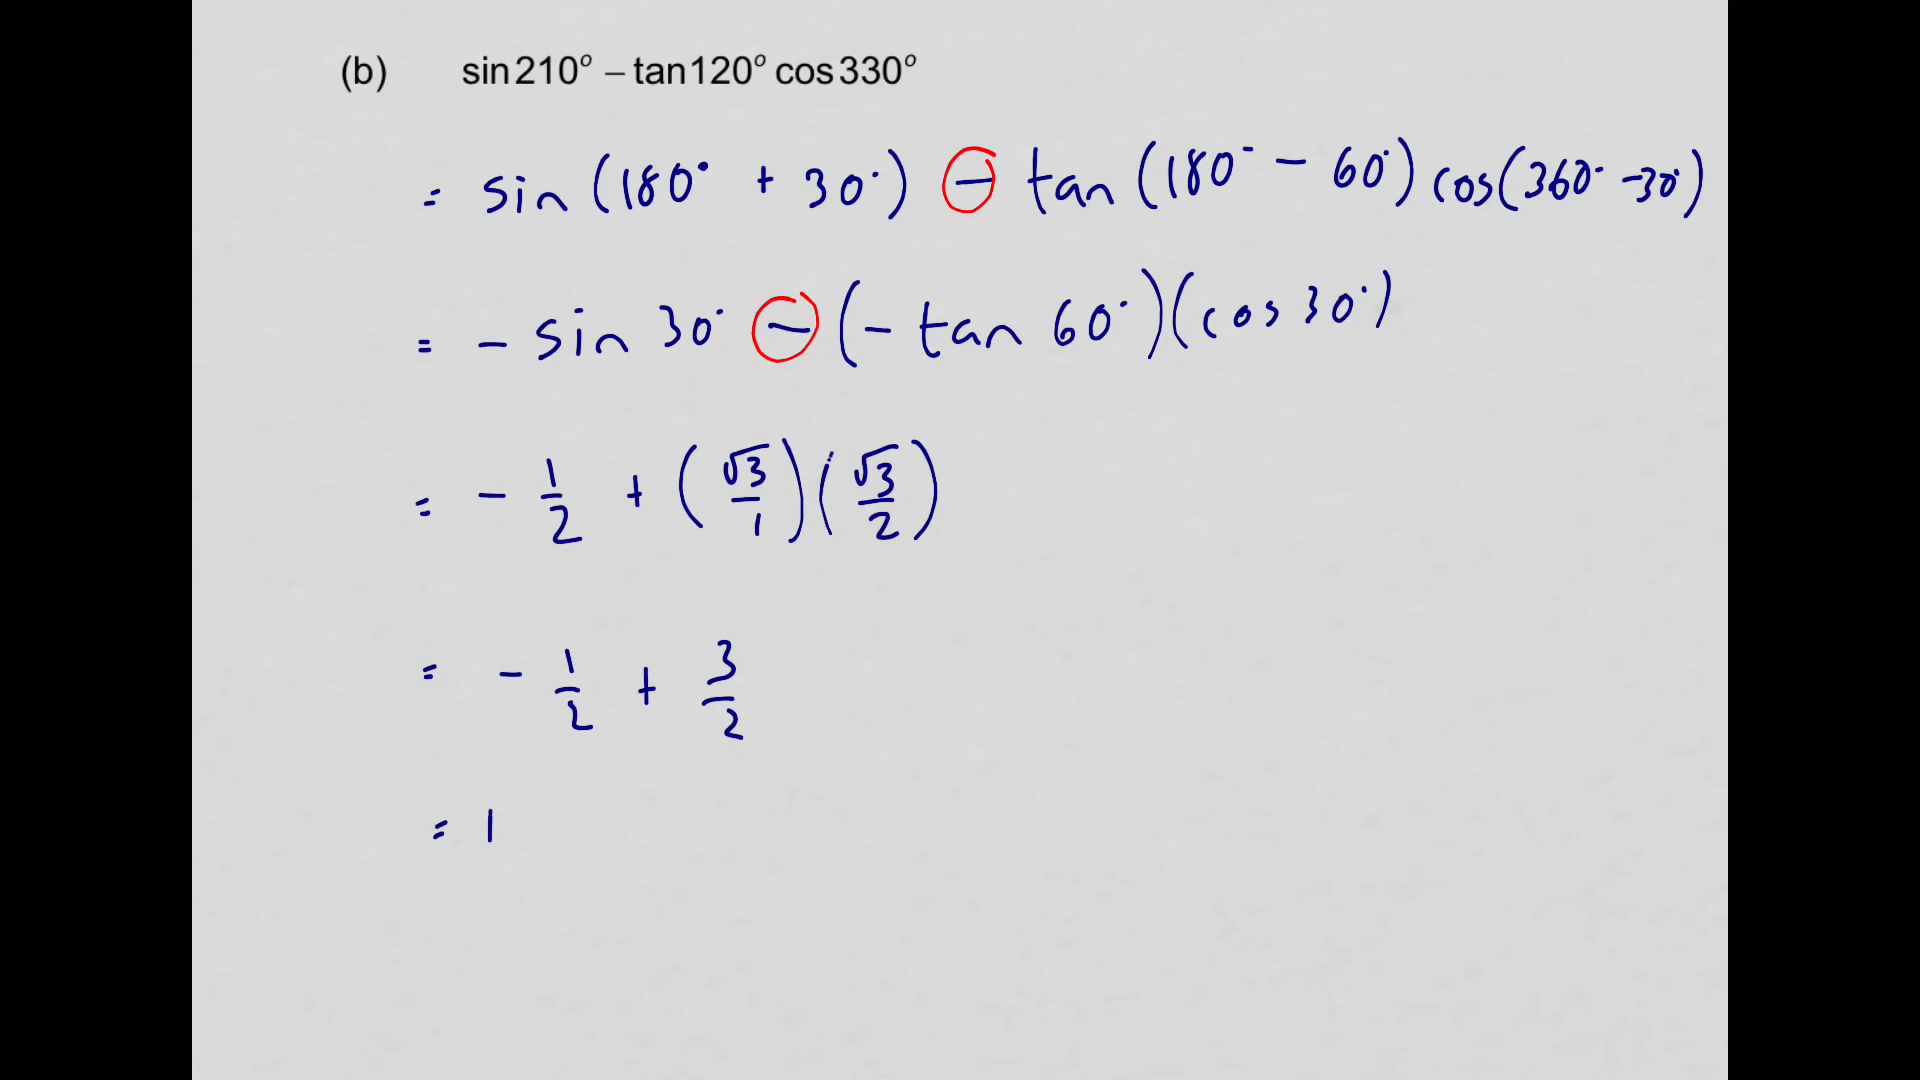 (b) sin210° – tan120° cos330°
= sin (180° + 30°) – tan (180° – 60°) cos(360° –30°)
= – sin 30° – (– tan 60°)(cos 30°)
= – 1/2 + (√3/1)(√3/2)
= – 1/2 + 3/2
= 1